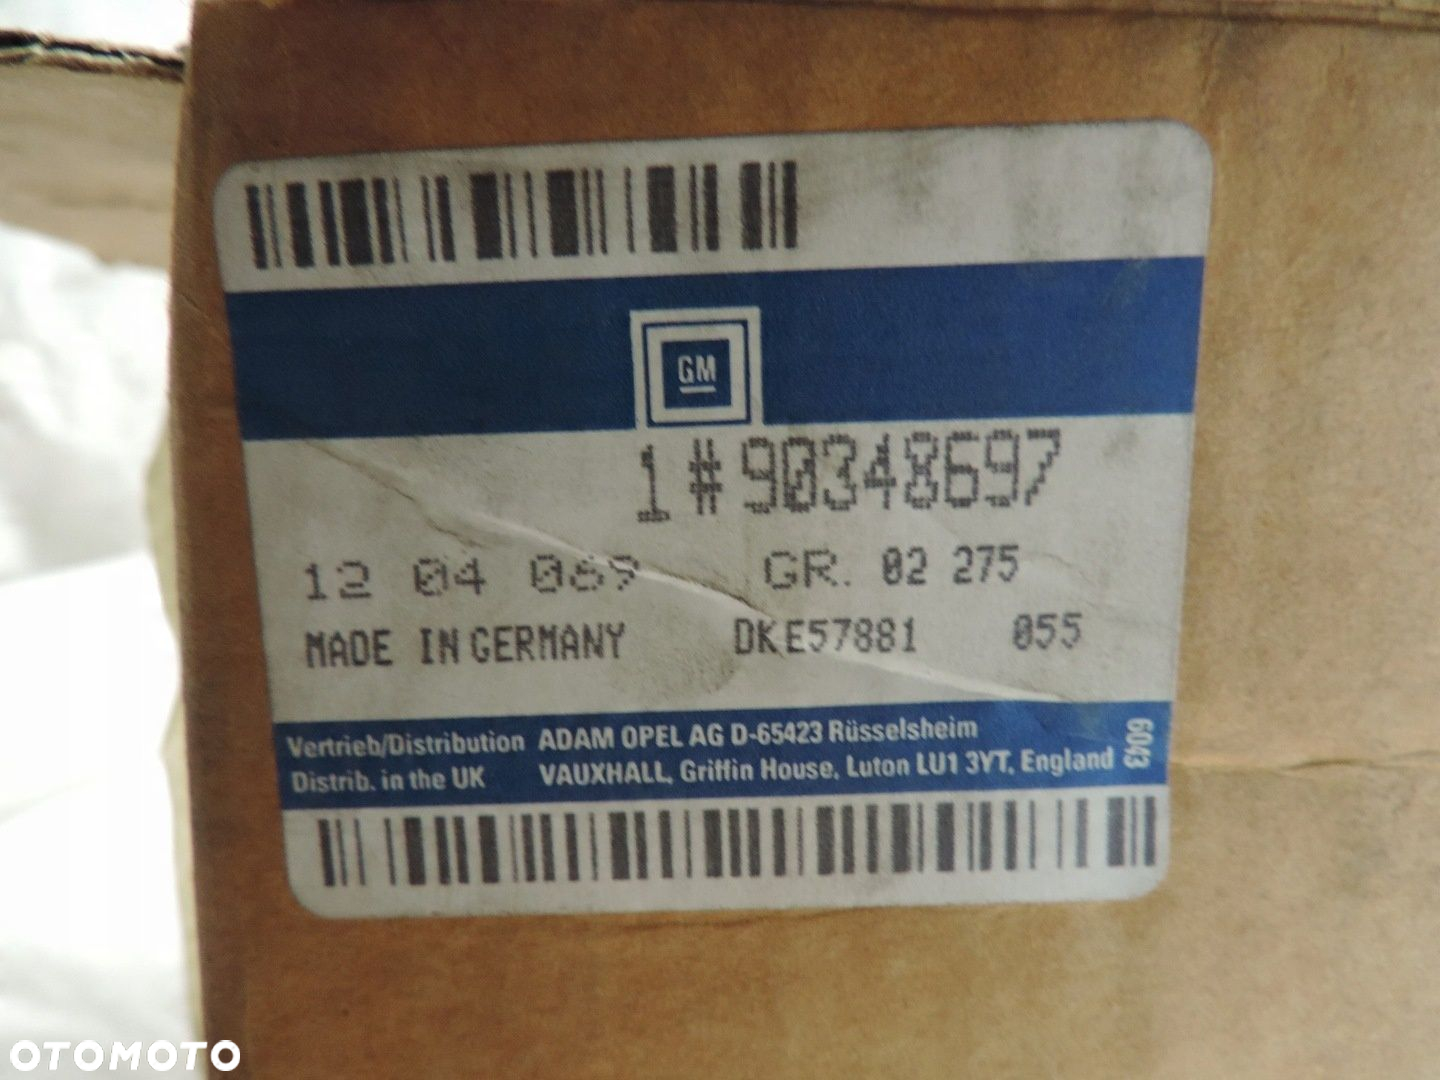 GM
1#90348697
12 04 069 GR. 02 275
MADE IN GERMANY DKE57881 055
Vertrieb/Distribution ADAM OPEL AG D-65423 Rüsselsheim
Distrib. in the UK VAUXHALL, Griffin House, Luton LU1 3YT, England
6043
OTOMOTO